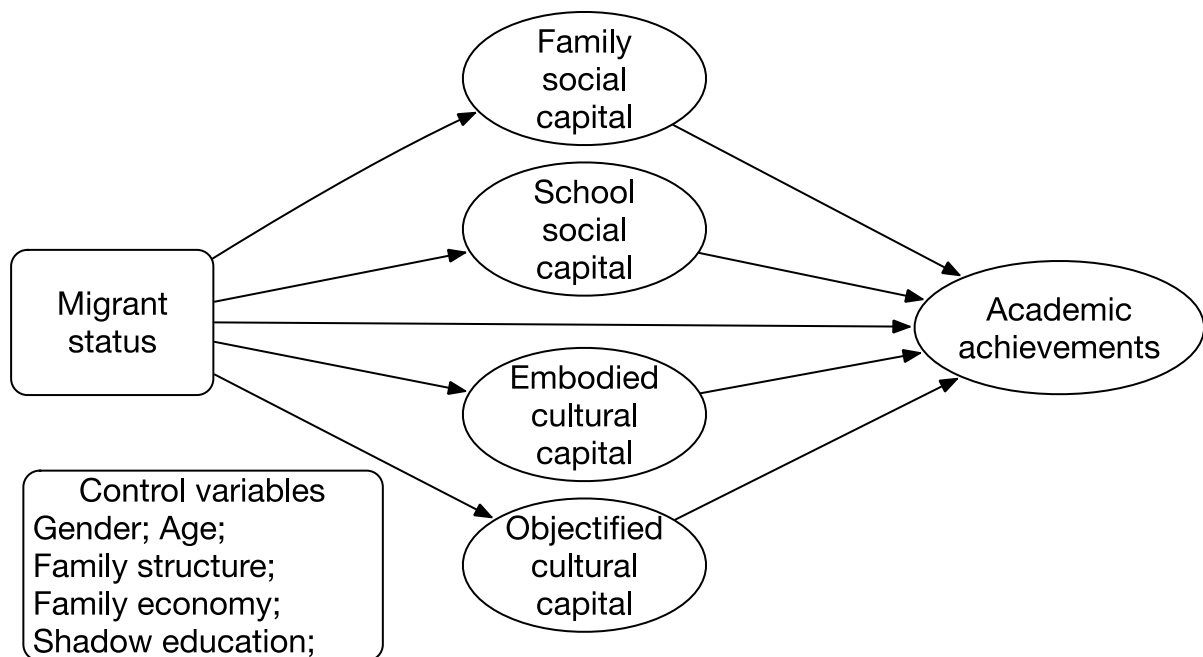 Family
social
capital
School
social
capital
Migrant
status
Academic
achievements
Embodied
cultural
capital
Control variables
Gender; Age;
Family structure;
Family economy;
Shadow education;
Objectified
cultural
capital